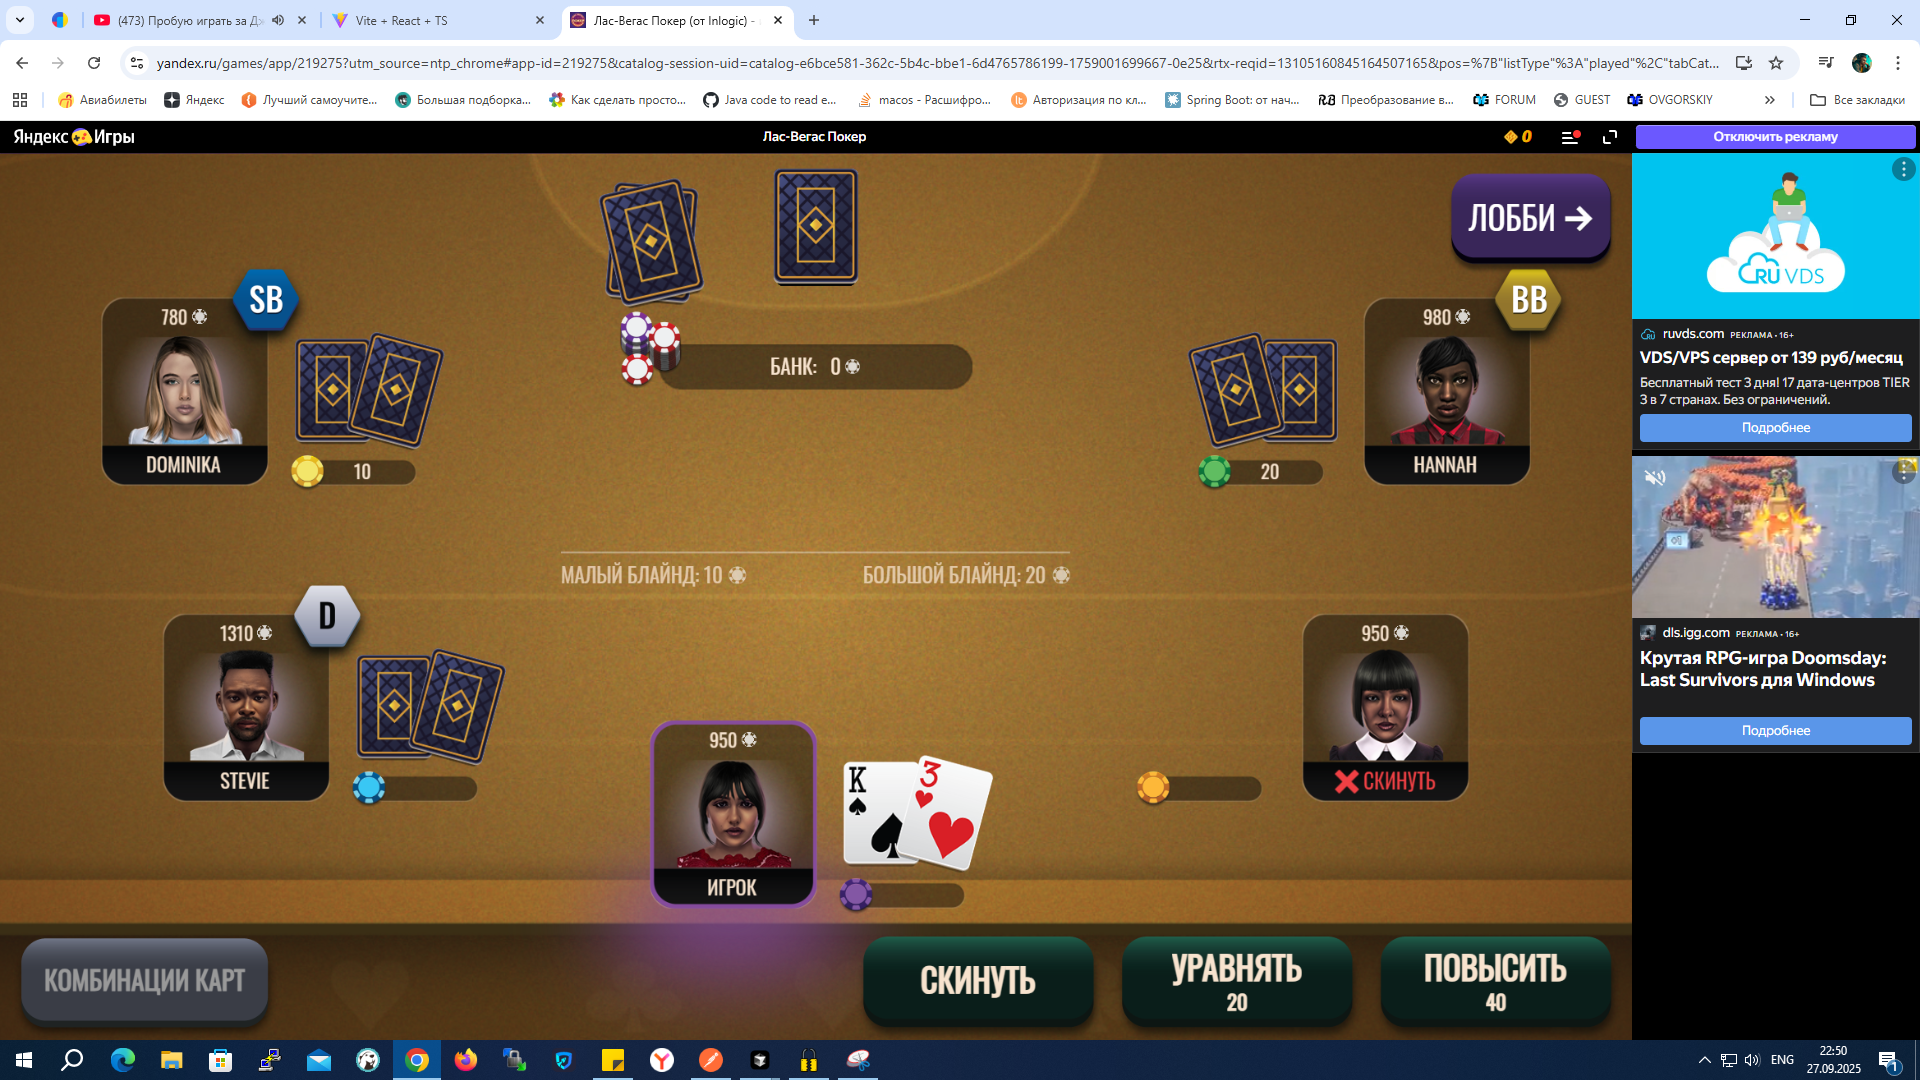 (473) Пробую играть за Дж
Vite + React + TS
Лас-Вегас Покер (от Inlogic) -
yandex.ru/games/app/219275?utm_source=ntp_chrome#app-id=219275&catalog-session-uid=catalog-e6bce581-362c-5b4c-bbe1-6d4765786199-1759001699667-0e25&rtx-reqid=13105160845164507165&pos=%7B"listType"%3A"played"%2C"tabCat...
Авиабилеты
Яндекс
Лучший самоучите...
Большая подборка...
Как сделать просто...
Java code to read e...
macos - Расшифро...
Авторизация по кл...
Spring Boot: от нач...
Преобразование в...
FORUM
GUEST
OVGORSKIY
Все закладки
Яндекс Игры
Лас-Вегас Покер
0
Отключить рекламу
ЛОББИ
SB
780
DOMINIKA
10
БАНК: 0
BB
980
HANNAH
20
МАЛЫЙ БЛАЙНД: 10
БОЛЬШОЙ БЛАЙНД: 20
D
1310
STEVIE
950
ИГРОК
K
3
950
СКИНУТЬ
КОМБИНАЦИИ КАРТ
СКИНУТЬ
УРАВНЯТЬ
20
ПОВЫСИТЬ
40
RU VDS
ruvds.com РЕКЛАМА • 16+
VDS/VPS сервер от 139 руб/месяц
Бесплатный тест 3 дня! 17 дата-центров TIER
3 в 7 странах. Без ограничений.
Подробнее
dls.igg.com РЕКЛАМА • 16+
Крутая RPG-игра Doomsday:
Last Survivors для Windows
Подробнее
ENG
22:50
27.09.2025
1